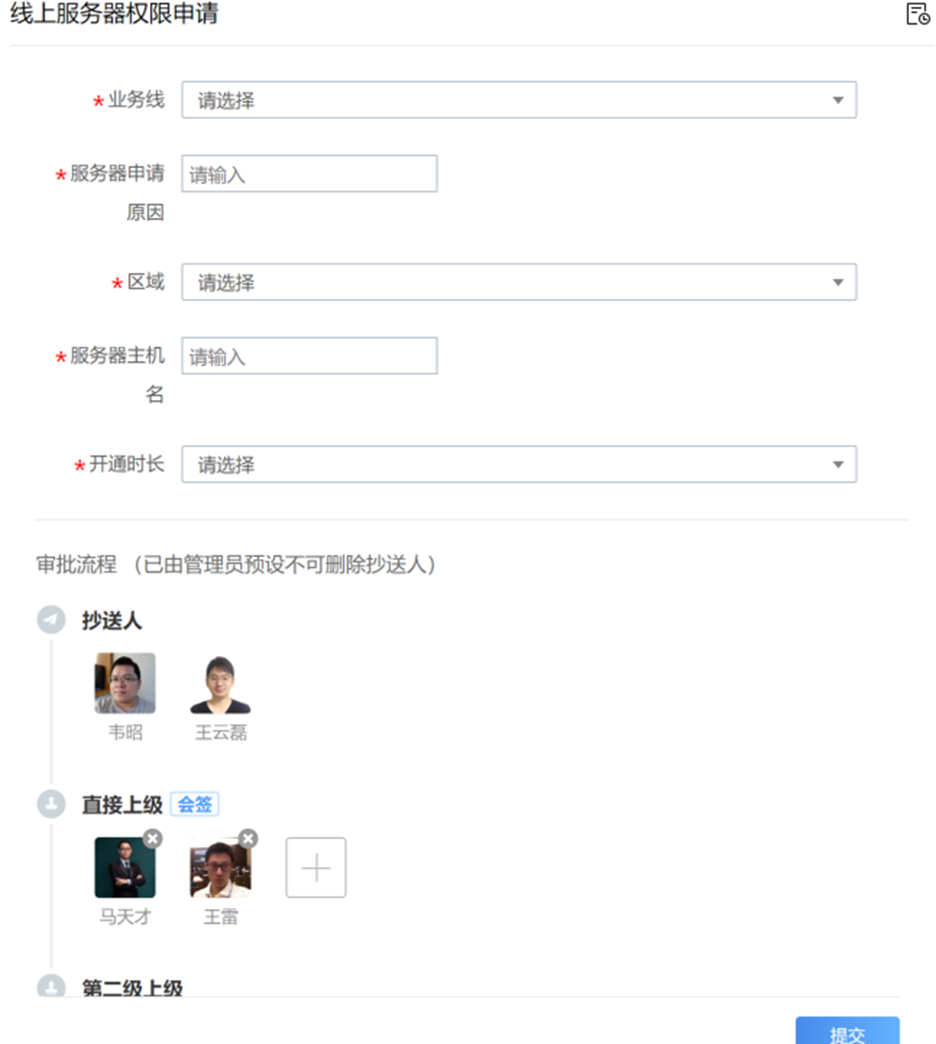 线上服务器权限申请
*业务线 请选择
*服务器申请 请输入
原因
*区域 请选择
*服务器主机 请输入
名
*开通时长 请选择
审批流程 （已由管理员预设不可删除抄送人）
抄送人
韦昭 王云磊
直接上级 会签
马天才 王雷
第二级上级
提交